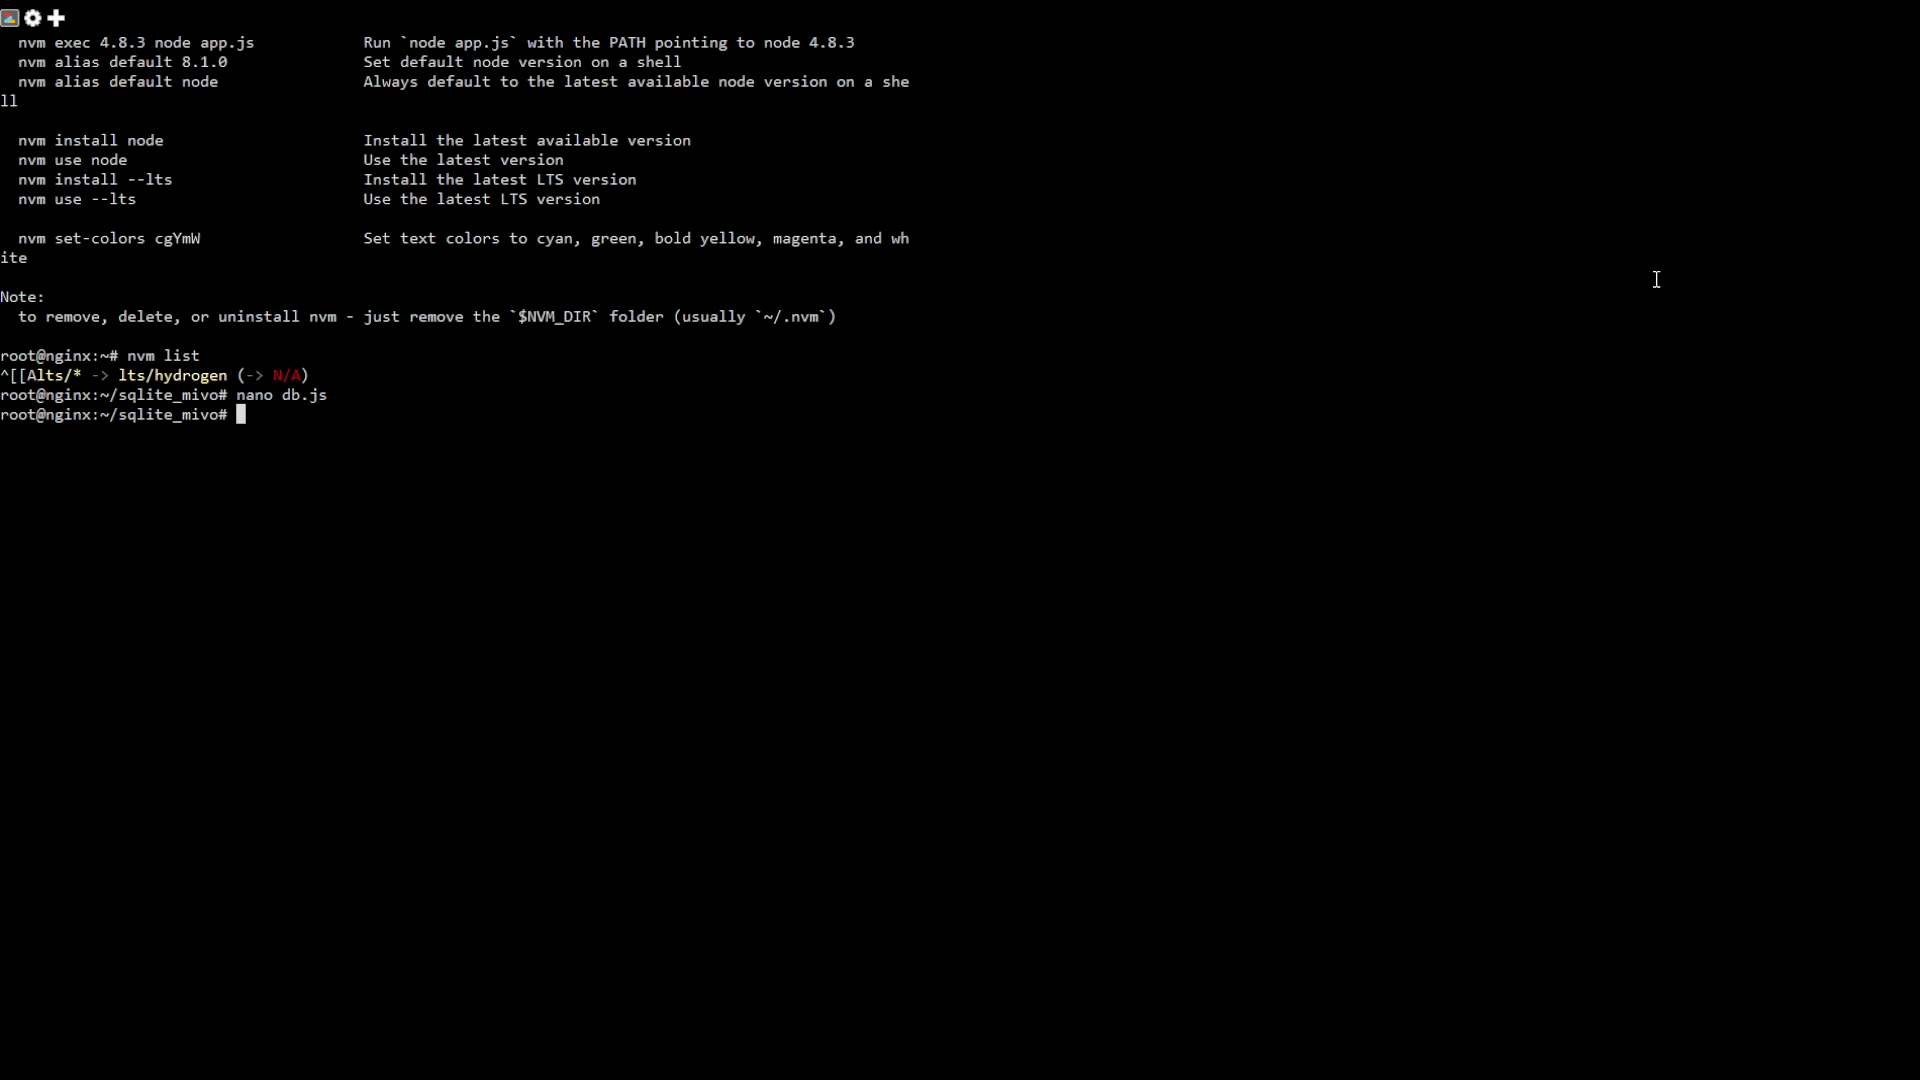 nvm exec 4.8.3 node app.js                Run `node app.js` with the PATH pointing to node 4.8.3
nvm alias default 8.1.0                   Set default node version on a shell
nvm alias default node                    Always default to the latest available node version on a she
ll
nvm install node                          Install the latest available version
nvm use node                              Use the latest version
nvm install --lts                         Install the latest LTS version
nvm use --lts                             Use the latest LTS version
nvm set-colors cgYmW                      Set text colors to cyan, green, bold yellow, magenta, and wh
ite
Note:
to remove, delete, or uninstall nvm - just remove the `$NVM_DIR` folder (usually `~/.nvm`)
root@nginx:~# nvm list
^[[Alts/* -> lts/hydrogen (-> N/A)
root@nginx:~/sqlite_mivo# nano db.js
root@nginx:~/sqlite_mivo#